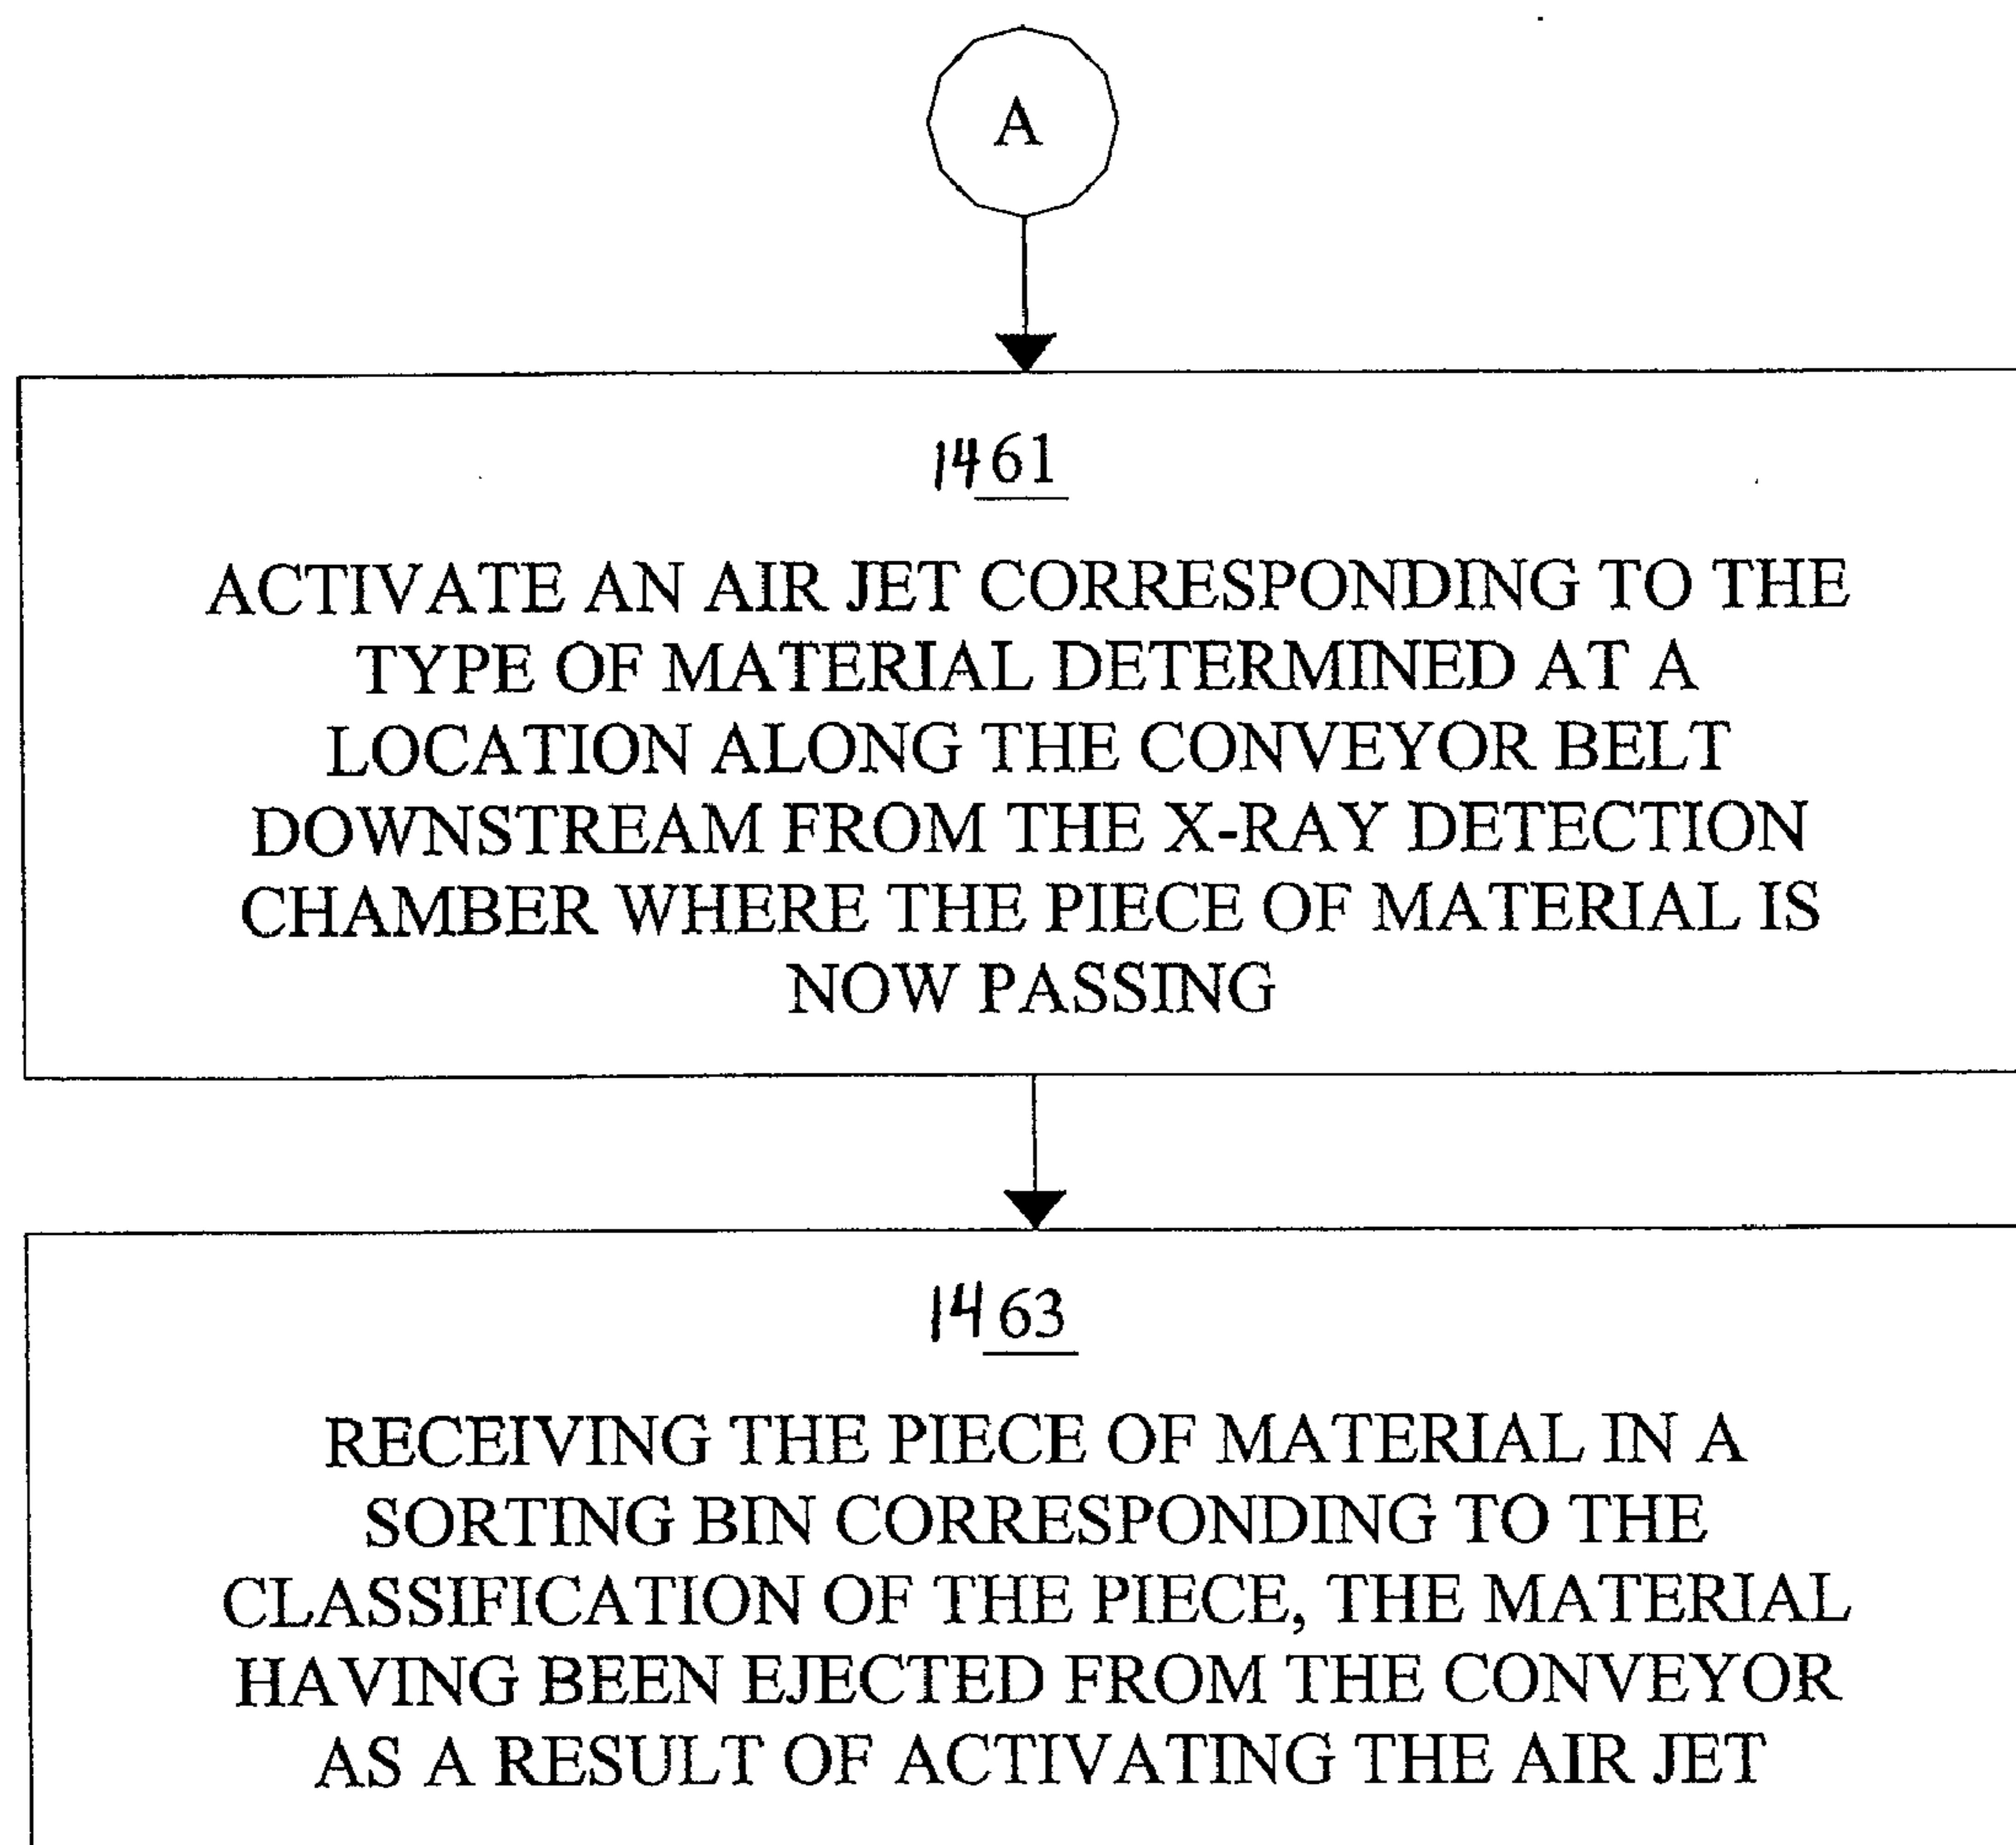 A
1461
ACTIVATE AN AIR JET CORRESPONDING TO THE
TYPE OF MATERIAL DETERMINED AT A
LOCATION ALONG THE CONVEYOR BELT
DOWNSTREAM FROM THE X-RAY DETECTION
CHAMBER WHERE THE PIECE OF MATERIAL IS
NOW PASSING
1463
RECEIVING THE PIECE OF MATERIAL IN A
SORTING BIN CORRESPONDING TO THE
CLASSIFICATION OF THE PIECE, THE MATERIAL
HAVING BEEN EJECTED FROM THE CONVEYOR
AS A RESULT OF ACTIVATING THE AIR JET